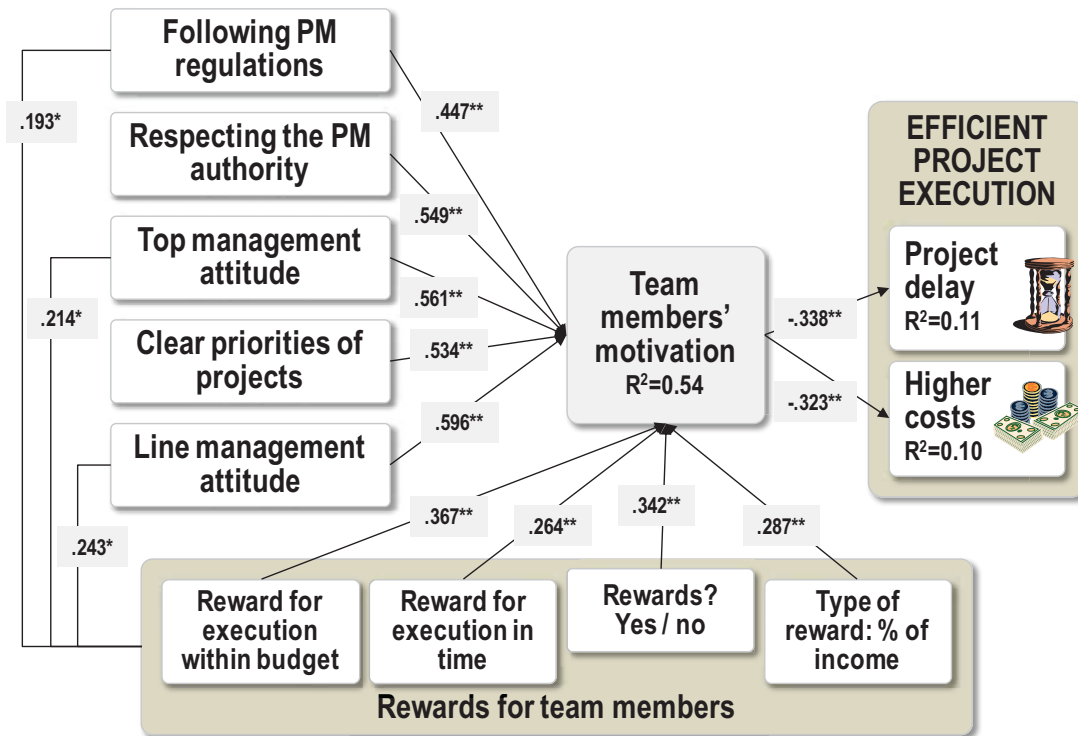 Following PM
regulations
.193*
.447**
Respecting the PM
authority
.549**
Top management
attitude
.214*
.561**
Clear priorities of
projects
.534**
Line management
attitude
.596**
.243*
Team
members’
motivation
R²=0.54
-.338**
-.323**
EFFICIENT
PROJECT
EXECUTION
Project
delay
R²=0.11
Higher
costs
R²=0.10
.367**
.264**
.342**
.287**
Reward for
execution
within budget
Reward for
execution in
time
Rewards?
Yes / no
Type of
reward: % of
income
Rewards for team members